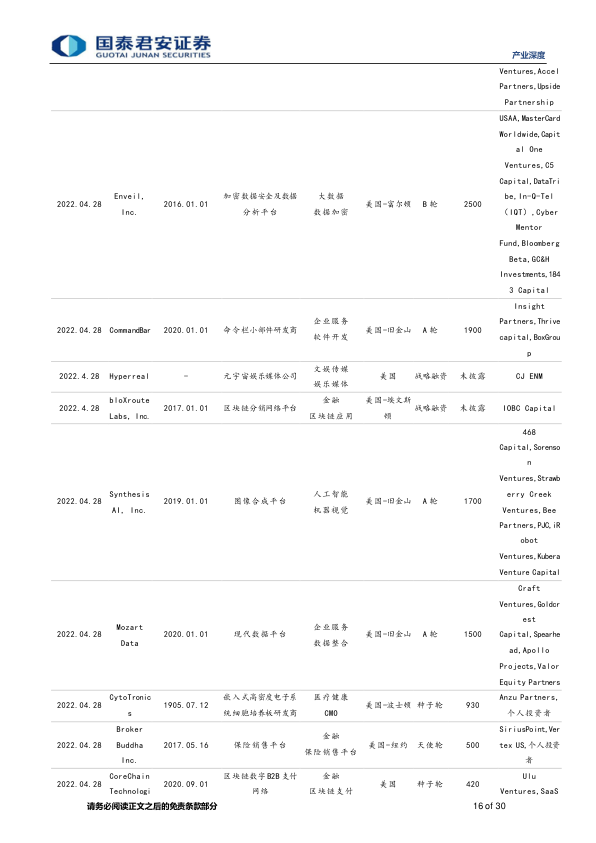 国泰君安证券
GUOTAI JUNAN SECURITIES
产业深度
Ventures,Accel
Partners,Upside
Partnership
2022.04.28 Enveil, Inc. 2016.01.01 加密数据安全及数据分析平台 大数据 数据加密 美国-富尔顿 B 轮 2500
USAA,MasterCard
Worldwide,Capit
al One
Ventures,C5
Capital,DataTri
be,In-Q-Tel
（IQT）,Cyber
Mentor
Fund,Bloomberg
Beta,GC&H
Investments,184
3 Capital
2022.04.28 CommandBar 2020.01.01 命令栏小部件研发商 企业服务 软件开发 美国-旧金山 A 轮 1900
Insight
Partners,Thrive
capital,BoxGrou
p
2022.4.28 Hyperreal - 元宇宙娱乐媒体公司 文娱传媒 娱乐媒体 美国 战略融资 未披露 CJ ENM
2022.4.28 bloXroute Labs, Inc. 2017.01.01 区块链分销网络平台 金融 区块链应用 美国-埃文斯顿 战略融资 未披露 IOBC Capital
2022.04.28 Synthesis AI, Inc. 2019.01.01 图像合成平台 人工智能 机器视觉 美国-旧金山 A 轮 1700
468
Capital,Sorenso
n
Ventures,Strawb
erry Creek
Ventures,Bee
Partners,PJC,iR
obot
Ventures,Kubera
Venture Capital
2022.04.28 Mozart Data 2020.01.01 现代数据平台 企业服务 数据整合 美国-旧金山 A 轮 1500
Craft
Ventures,Goldcr
est
Capital,Spearhe
ad,Apollo
Projects,Valor
Equity Partners
2022.04.28 CytoTronic s 1905.07.12 嵌入式高密度电子系统细胞培养板研发商 医疗健康 CMO 美国-波士顿 种子轮 930
Anzu Partners,
个人投资者
2022.04.28 Broker Buddha Inc. 2017.05.16 保险销售平台 金融 保险销售平台 美国-纽约 天使轮 500
SiriusPoint,Ver
tex US,个人投资
者
2022.04.28 CoreChain Technologi 2020.09.01 区块链数字 B2B 支付网络 金融 区块链支付 美国 种子轮 420
Ulu
Ventures,SaaS
请务必阅读正文之后的免责条款部分
16 of 30